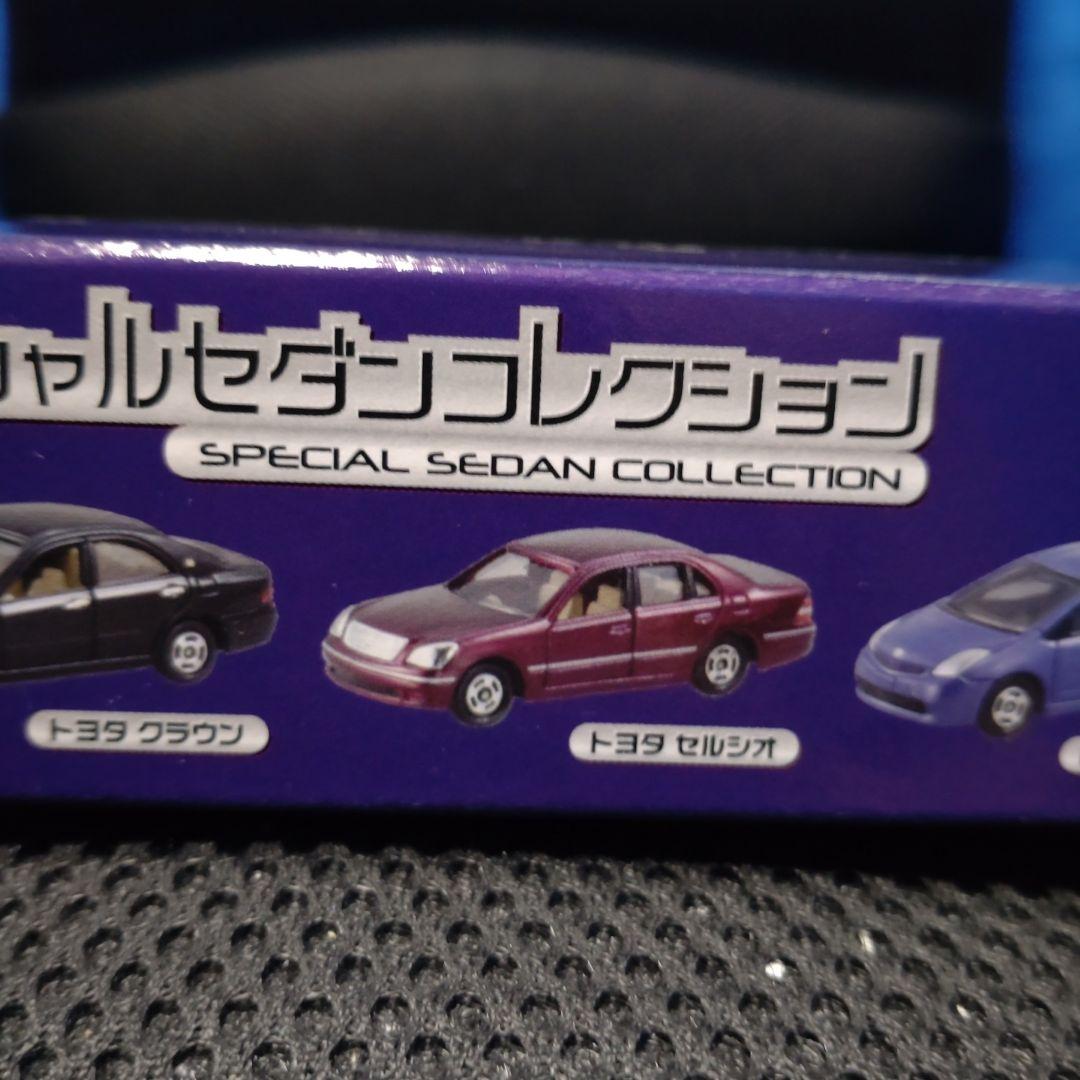 シャルセダンコレクション
SPECIAL SEDAN COLLECTION
トヨタ クラウン
トヨタ セルシオ